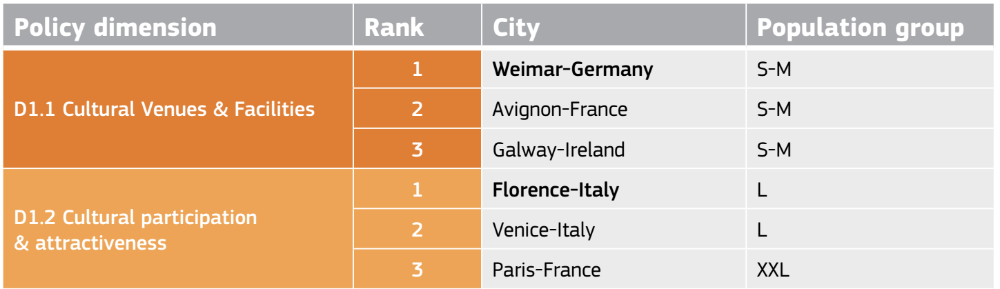 Policy dimension Rank City Population group
D1.1 Cultural Venues & Facilities
1 Weimar-Germany S-M
2 Avignon-France S-M
3 Galway-Ireland S-M
D1.2 Cultural participation
& attractiveness
1 Florence-Italy L
2 Venice-Italy L
3 Paris-France XXL